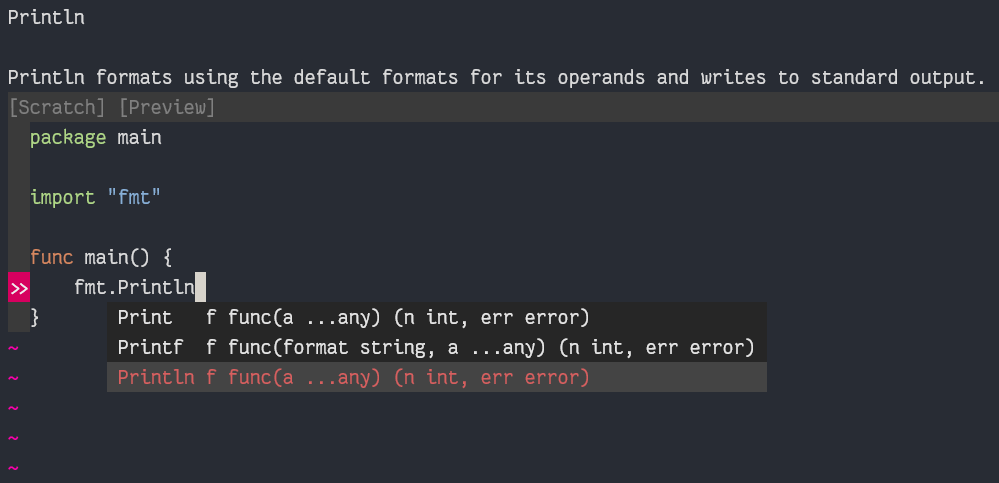 Println
Println formats using the default formats for its operands and writes to standard output.
[Scratch] [Preview]
package main
import "fmt"
func main() {
>>    fmt.Println
}
Print   f func(a ...any) (n int, err error)
Printf  f func(format string, a ...any) (n int, err error)
~
Println f func(a ...any) (n int, err error)
~
~
~
~